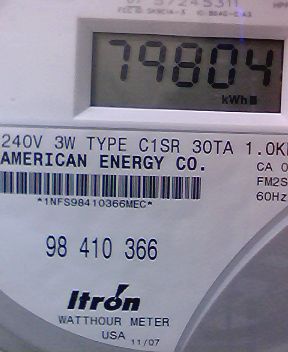 79804
kWh
240V 3W TYPE C1SR 30TA 1.0K
AMERICAN ENERGY CO.
CA 0
FM2S
60Hz
*1NFS98410366MEC*
98 410 366
Itron
WATTHOUR METER
USA 11/07